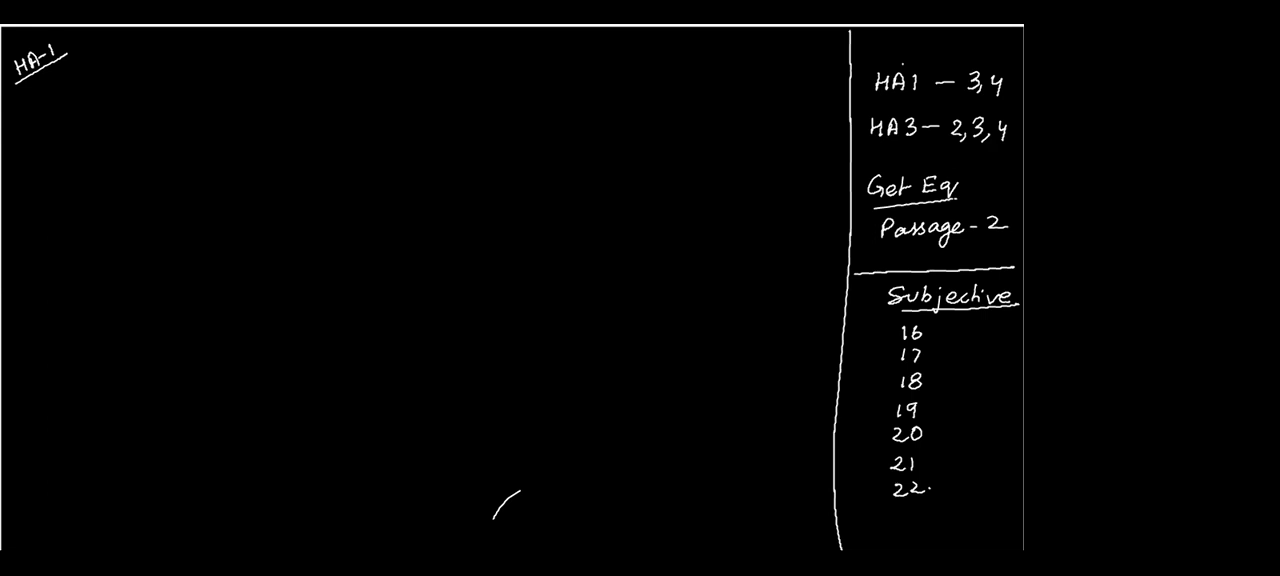 HA-1
HA1 - 3,4
HA3 - 2,3,4
Get Eq
Passage - 2
Subjective
16
17
18
19
20
21
22.